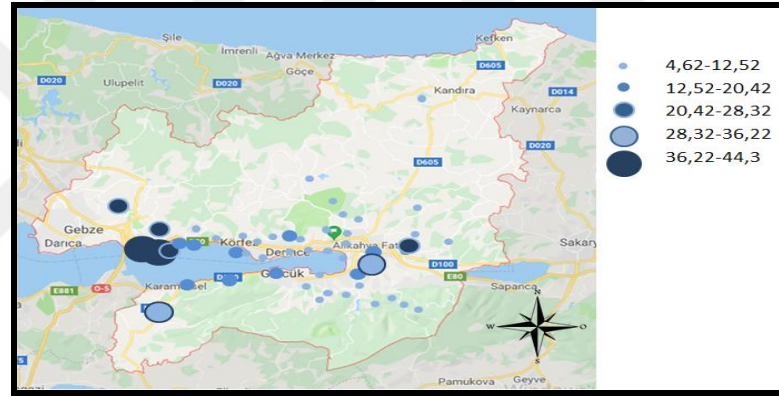 Şile
Kefken
İmrenli
Ağva Merkez
Göçe
D020
Ulupelit
D020
D605
Kandıra
D014
Kaynarca
D020
D605
Gebze
Darıca
Körfez
Derince
Alikahya Fat
Sakary
Gölcük
D100
E80
E881
O-5
Karamürsel
Sapanca
N
W
O
S
Pamukova
Geyve
4,62-12,52
12,52-20,42
20,42-28,32
28,32-36,22
36,22-44,3